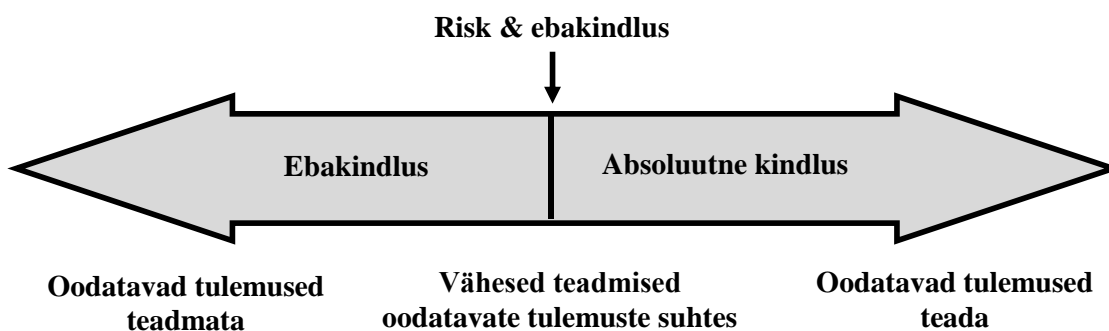 Risk & ebakindlus
Ebakindlus
Absoluutne kindlus
Oodatavad tulemused
teadmata
Vähesed teadmised
oodatavate tulemuste suhtes
Oodatavad tulemused
teada